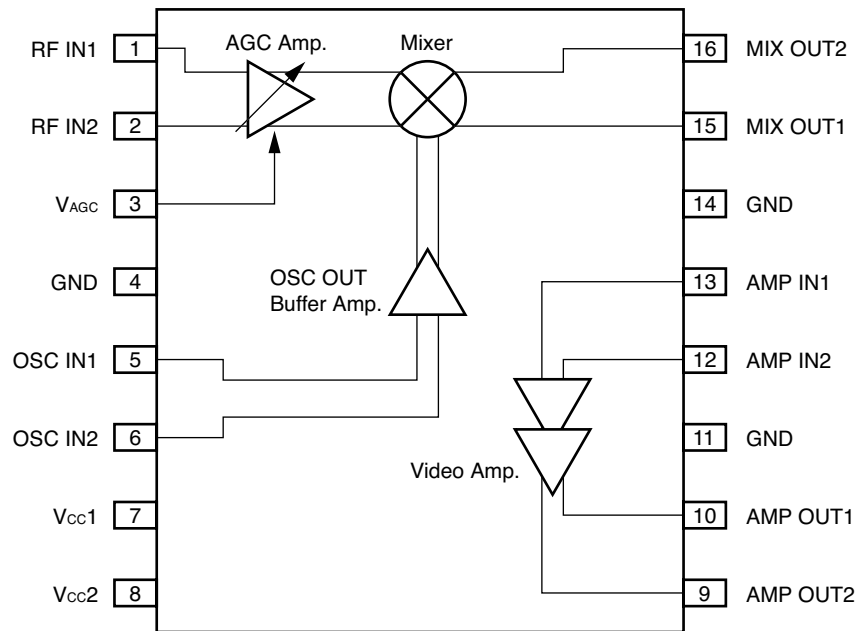 AGC Amp.
Mixer
RF IN1 1
16 MIX OUT2
RF IN2 2
15 MIX OUT1
VAGC 3
14 GND
GND 4
OSC OUT
Buffer Amp.
13 AMP IN1
OSC IN1 5
12 AMP IN2
OSC IN2 6
11 GND
Video Amp.
VCC1 7
10 AMP OUT1
VCC2 8
9 AMP OUT2